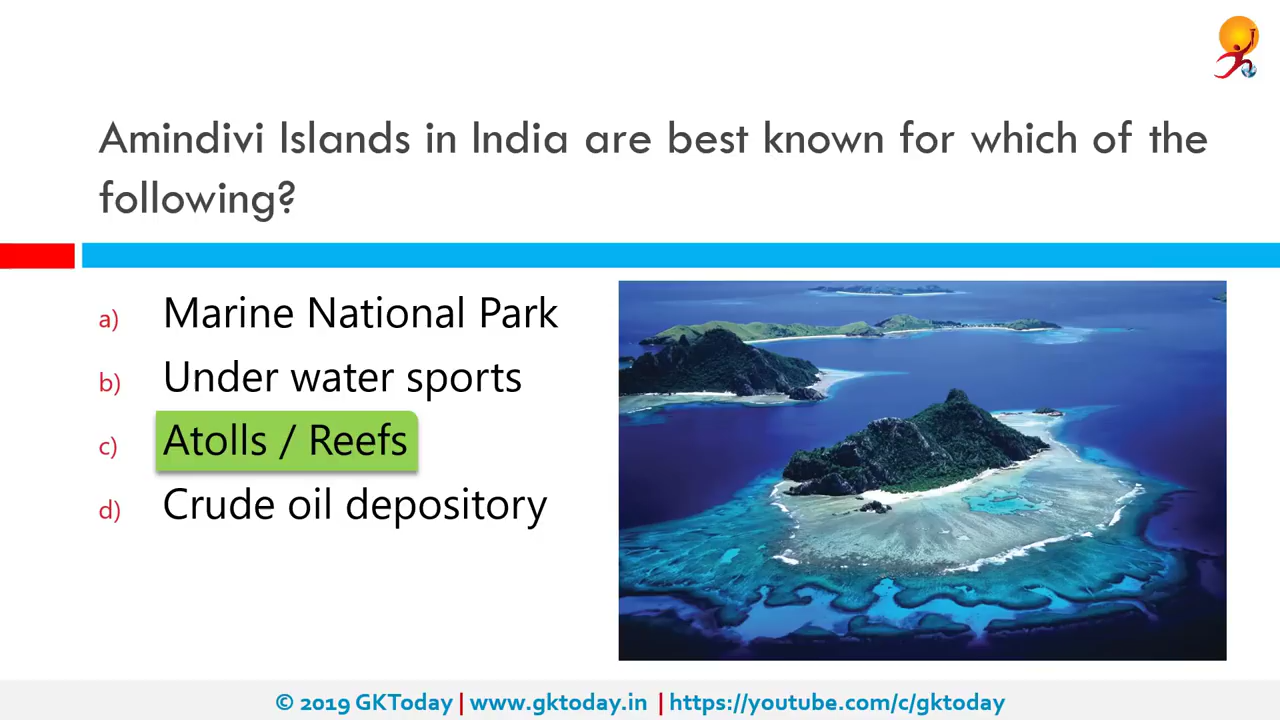 Amindivi Islands in India are best known for which of the
following?
a) Marine National Park
b) Under water sports
c) Atolls / Reefs
d) Crude oil depository
© 2019 GKToday | www.gktoday.in | https://youtube.com/c/gktoday